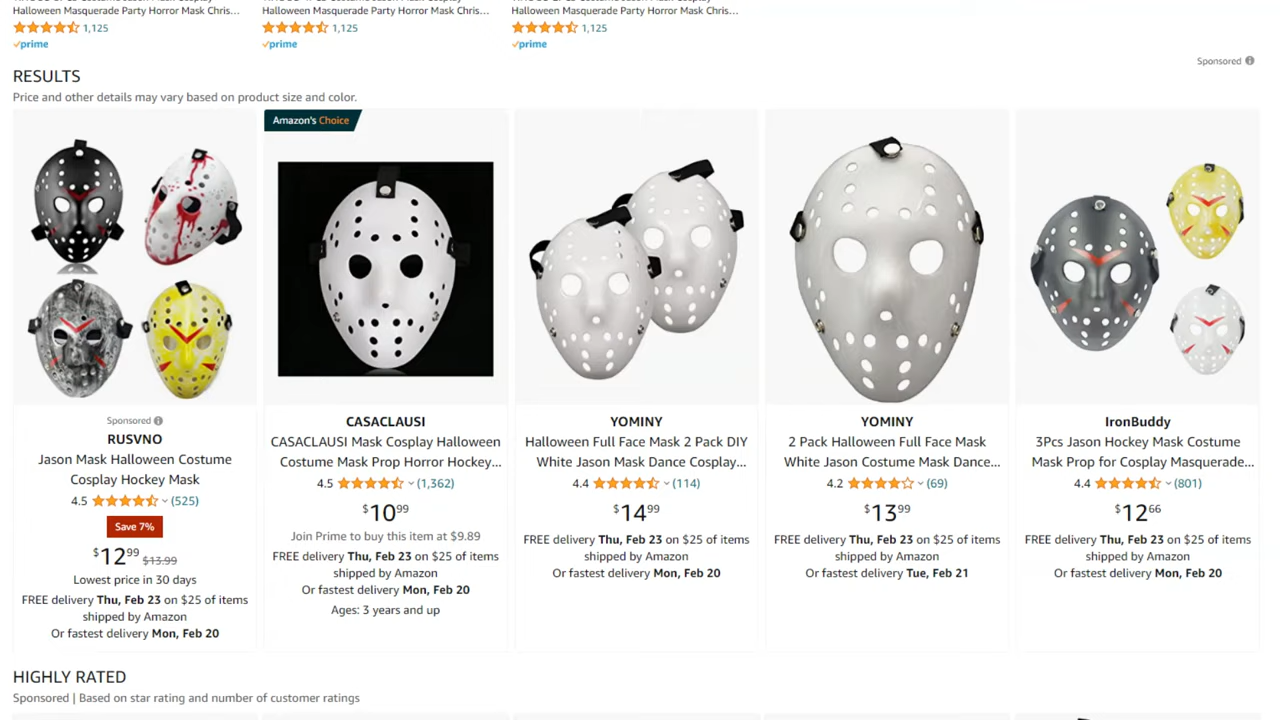 Halloween Masquerade Party Horror Mask Chris...
Halloween Masquerade Party Horror Mask Chris...
Halloween Masquerade Party Horror Mask Chris...
1,125
1,125
1,125
prime
prime
prime
Sponsored
RESULTS
Price and other details may vary based on product size and color.
Amazon's Choice
Sponsored
RUSVNO
Jason Mask Halloween Costume
Cosplay Hockey Mask
4.5 (525)
Save 7%
$12.99 $13.99
Lowest price in 30 days
FREE delivery Thu, Feb 23 on $25 of items
shipped by Amazon
Or fastest delivery Mon, Feb 20
CASACLAUSI
CASACLAUSI Mask Cosplay Halloween
Costume Mask Prop Horror Hockey...
4.5 (1,362)
$10.99
Join Prime to buy this item at $9.89
FREE delivery Thu, Feb 23 on $25 of items
shipped by Amazon
Or fastest delivery Mon, Feb 20
Ages: 3 years and up
YOMINY
Halloween Full Face Mask 2 Pack DIY
White Jason Mask Dance Cosplay...
4.4 (114)
$14.99
FREE delivery Thu, Feb 23 on $25 of items
shipped by Amazon
Or fastest delivery Mon, Feb 20
YOMINY
2 Pack Halloween Full Face Mask
White Jason Costume Mask Dance...
4.2 (69)
$13.99
FREE delivery Thu, Feb 23 on $25 of items
shipped by Amazon
Or fastest delivery Tue, Feb 21
IronBuddy
3Pcs Jason Hockey Mask Costume
Mask Prop for Cosplay Masquerade...
4.4 (801)
$12.66
FREE delivery Thu, Feb 23 on $25 of items
shipped by Amazon
Or fastest delivery Mon, Feb 20
HIGHLY RATED
Sponsored | Based on star rating and number of customer ratings